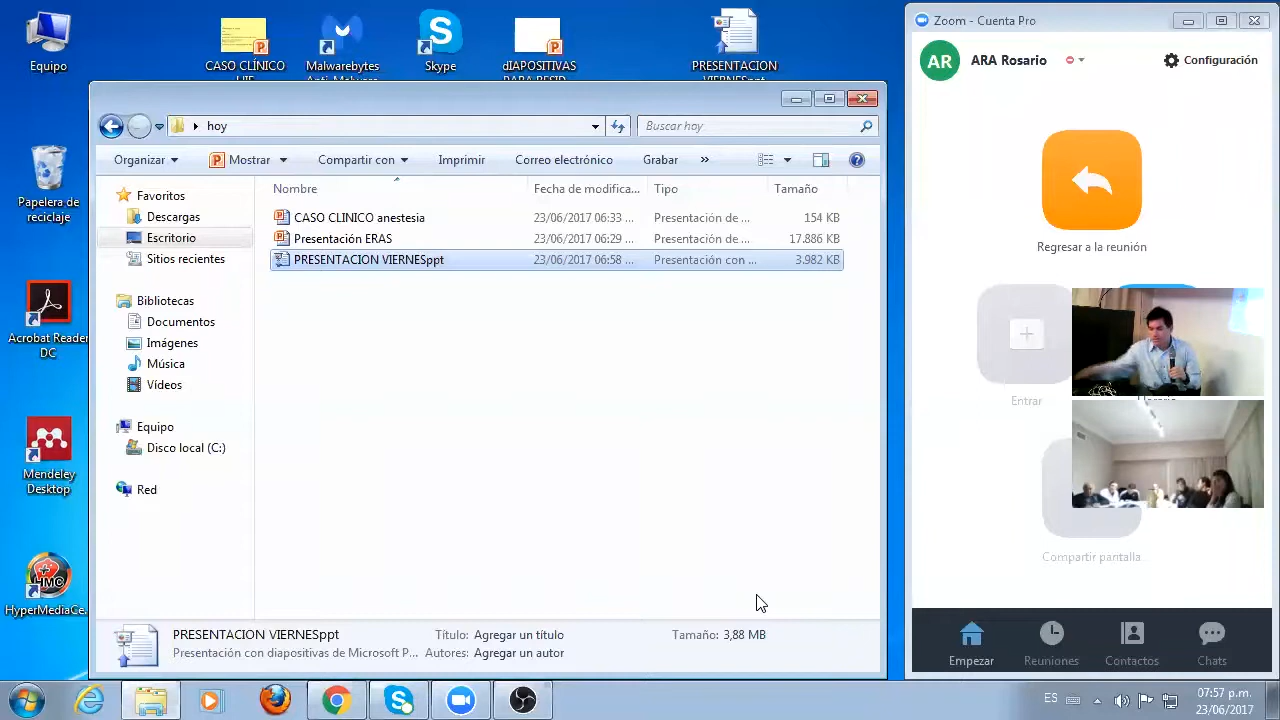 Equipo
CASO CLÍNICO
Malwarebytes
Skype
dIAPOSITIVAS
PRESENTACION
Papelera de
reciclaje
Acrobat Reader
DC
Mendeley
Desktop
HMC
HyperMediaCe...
hoy
Buscar hoy
Organizar
Mostrar
Compartir con
Imprimir
Correo electrónico
Grabar
»
Nombre
Fecha de modifica...
Tipo
Tamaño
CASO CLINICO anestesia
23/06/2017 06:33 ...
Presentación de ...
154 KB
Presentación ERAS
23/06/2017 06:29 ...
Presentación de ...
17.886 KB
PRESENTACION VIERNESppt
23/06/2017 06:58 ...
Presentación con ...
3.982 KB
Favoritos
Descargas
Escritorio
Sitios recientes
Bibliotecas
Documentos
Imágenes
Música
Vídeos
Equipo
Disco local (C:)
Red
PRESENTACION VIERNESppt
Título: Agregar un título
Tamaño: 3,88 MB
Presentación con diapositivas de Microsoft P...
Autores: Agregar un autor
Zoom - Cuenta Pro
AR
ARA Rosario
Configuración
Regresar a la reunión
Entrar
Compartir pantalla
Empezar
Reuniones
Contactos
Chats
ES
07:57 p.m.
23/06/2017